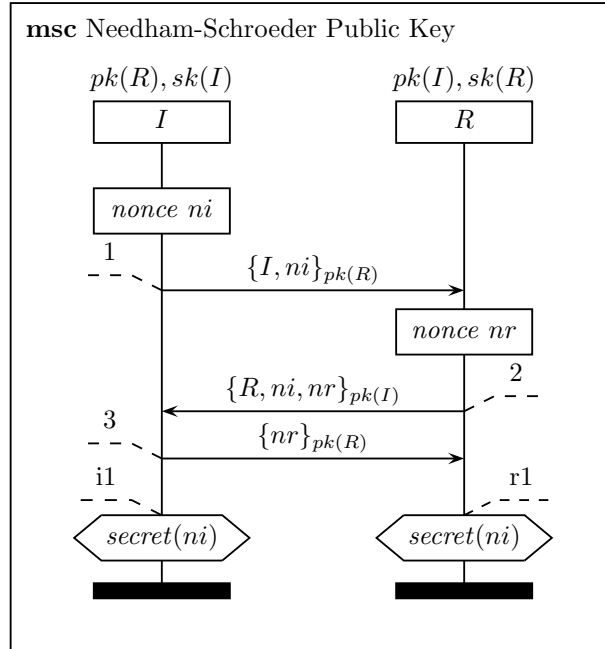 msc Needham-Schroeder Public Key
pk(R), sk(I) pk(I), sk(R)
I R
nonce ni
1 {I, ni}pk(R)
nonce nr
{R, ni, nr}pk(I) 2
3 {nr}pk(R)
i1 r1
secret(ni) secret(ni)